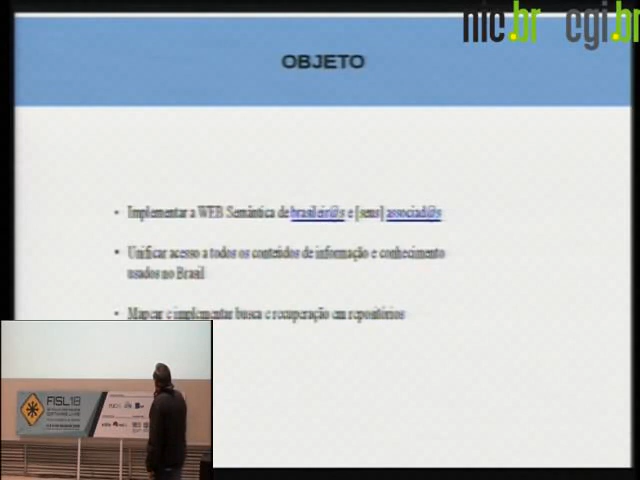 nic.br cgi.br
OBJETO
• Implementar a WEB Semântica de brasileir@s e [seus] associad@s
• Unificar acesso a todos os conteúdos de informação e conhecimento
usados no Brasil
• Mapear e implementar busca e recuperação em repositórios
FISL18